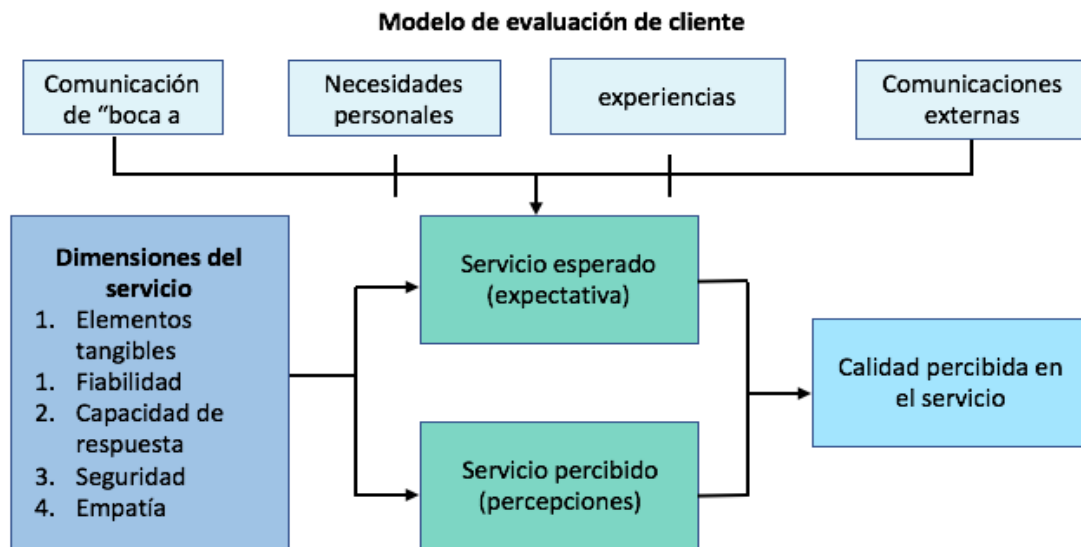 Modelo de evaluación de cliente
Comunicación
de “boca a
Necesidades
personales
experiencias
Comunicaciones
externas
Dimensiones del
servicio
1. Elementos
tangibles
1. Fiabilidad
2. Capacidad de
respuesta
3. Seguridad
4. Empatía
Servicio esperado
(expectativa)
Servicio percibido
(percepciones)
Calidad percibida en
el servicio